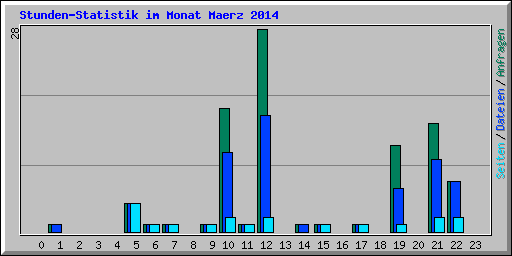 Stunden-Statistik im Monat Maerz 2014
28
Seiten/Dateien/Anfragen
0 1 2 3 4 5 6 7 8 9 10 11 12 13 14 15 16 17 18 19 20 21 22 23